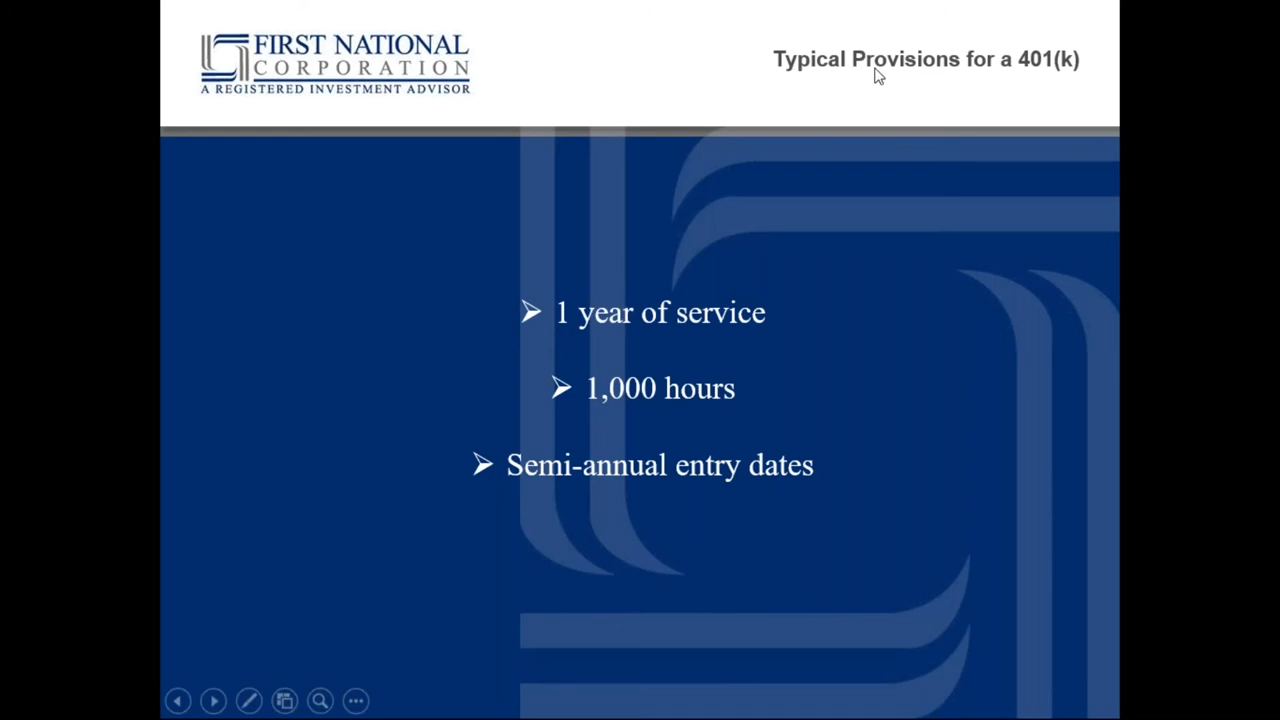 FIRST NATIONAL
CORPORATION
A REGISTERED INVESTMENT ADVISOR
Typical Provisions for a 401(k)
1 year of service
1,000 hours
Semi-annual entry dates